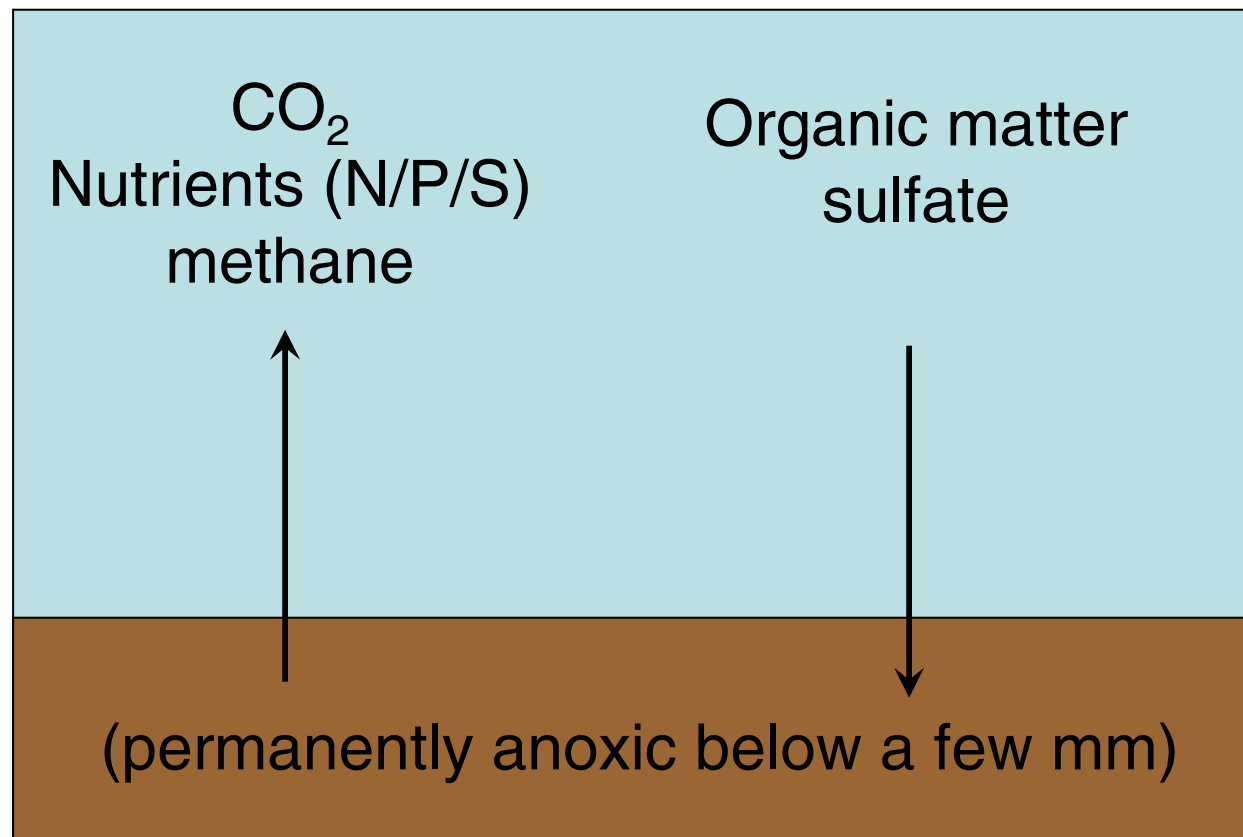 CO₂
Nutrients (N/P/S)
methane
Organic matter
sulfate
(permanently anoxic below a few mm)